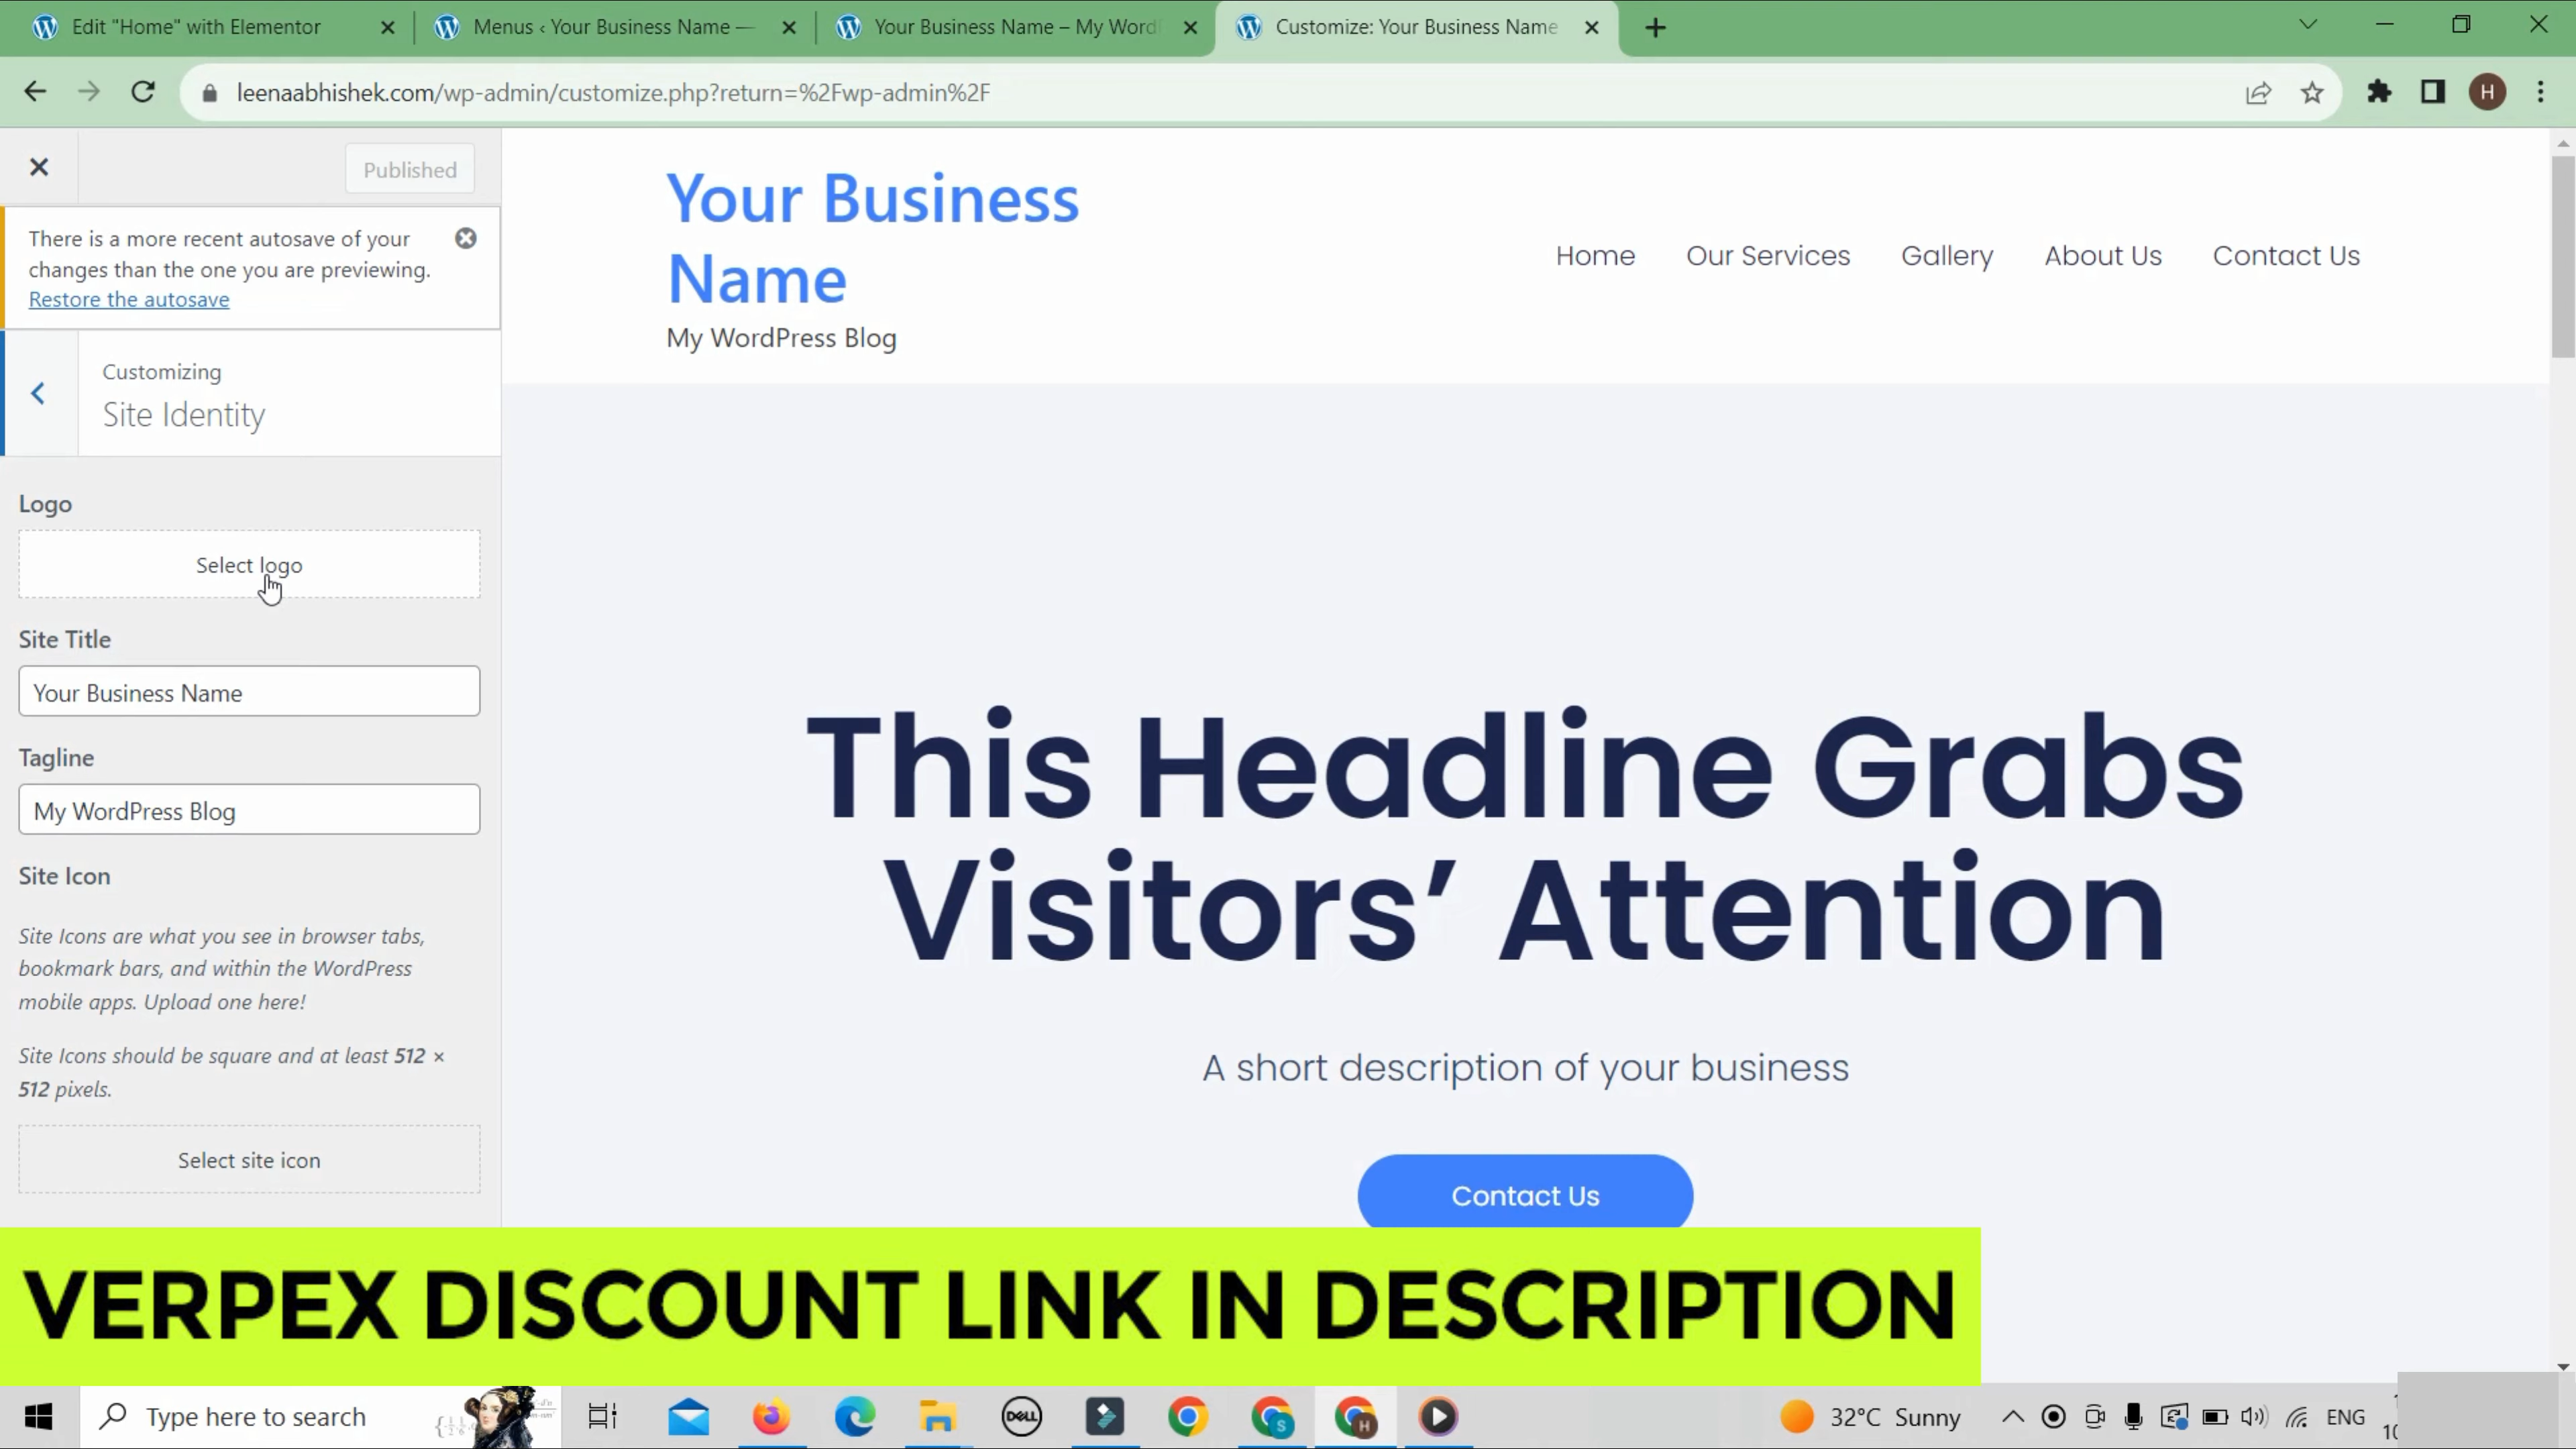 Edit "Home" with Elementor
Menus ‹ Your Business Name —
Your Business Name – My Word
Customize: Your Business Name
leenaabhishek.com/wp-admin/customize.php?return=%2Fwp-admin%2F
H
Published
There is a more recent autosave of your
changes than the one you are previewing.
Restore the autosave
Customizing
Site Identity
Logo
Select logo
Site Title
Your Business Name
Tagline
My WordPress Blog
Site Icon
Site Icons are what you see in browser tabs,
bookmark bars, and within the WordPress
mobile apps. Upload one here!
Site Icons should be square and at least 512 ×
512 pixels.
Select site icon
Your Business
Name
My WordPress Blog
Home Our Services Gallery About Us Contact Us
This Headline Grabs
Visitors’ Attention
A short description of your business
Contact Us
VERPEX DISCOUNT LINK IN DESCRIPTION
Type here to search
DELL
S
H
32°C Sunny
ENG